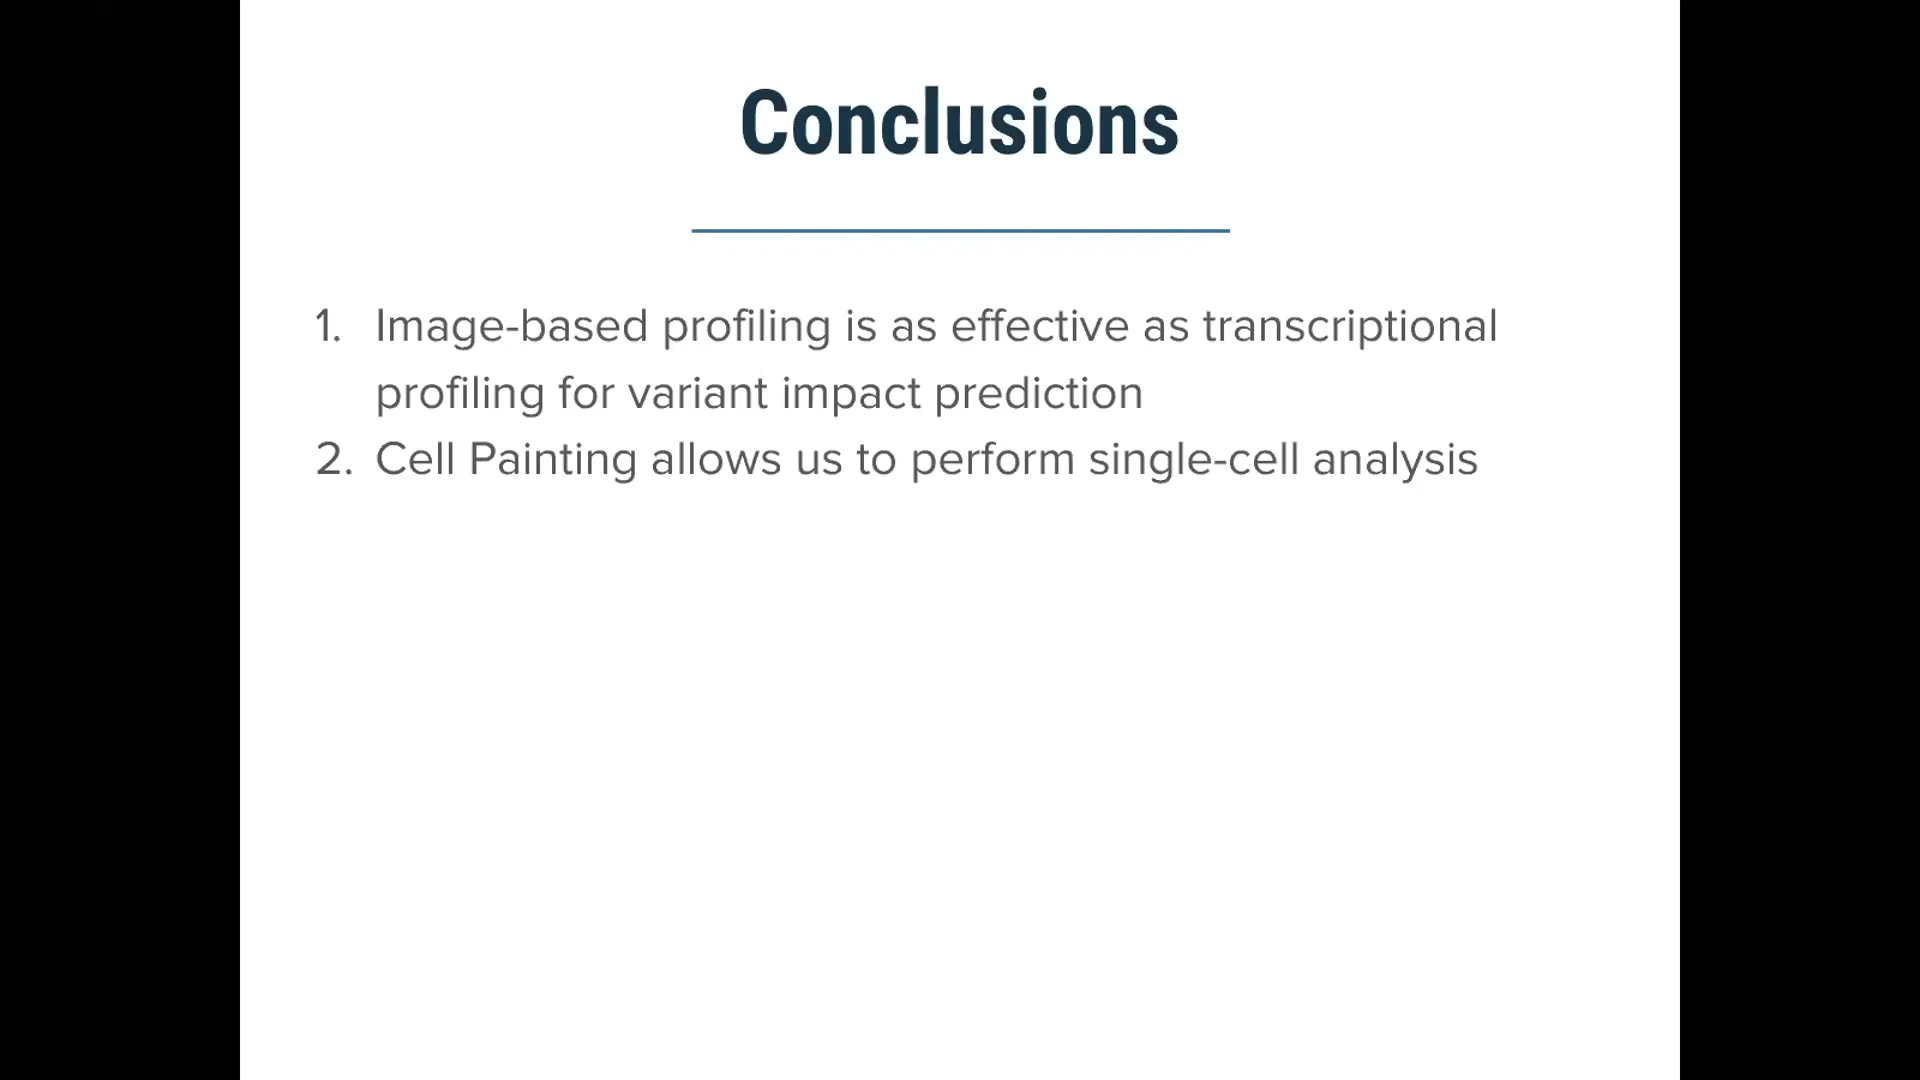 Conclusions
1. Image-based profiling is as effective as transcriptional
profiling for variant impact prediction
2. Cell Painting allows us to perform single-cell analysis